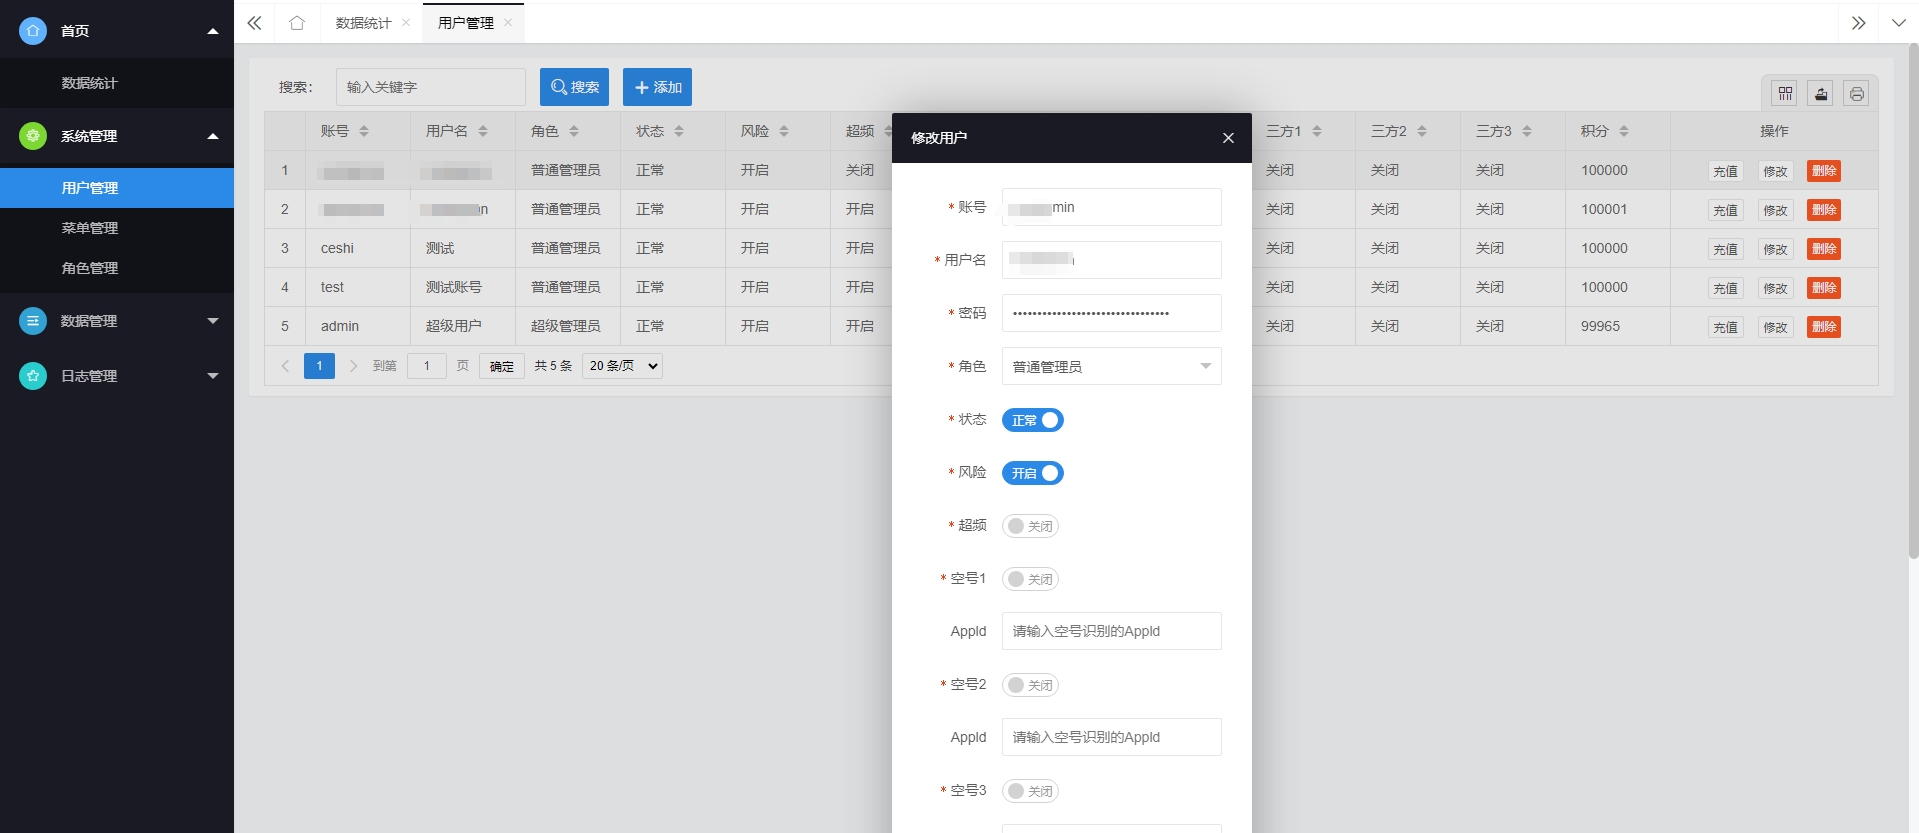 首页
数据统计
系统管理
用户管理
菜单管理
角色管理
数据管理
日志管理
数据统计 用户管理
搜索： 输入关键字 搜索 添加
账号 用户名 角色 状态 风险 超频 三方1 三方2 三方3 积分 操作
1 普通管理员 正常 开启 关闭 关闭 关闭 关闭 100000 充值 修改 删除
2 普通管理员 正常 开启 开启 关闭 关闭 关闭 100001 充值 修改 删除
3 ceshi 测试 普通管理员 正常 开启 开启 关闭 关闭 关闭 100000 充值 修改 删除
4 test 测试账号 普通管理员 正常 开启 开启 关闭 关闭 关闭 100000 充值 修改 删除
5 admin 超级用户 超级管理员 正常 开启 开启 关闭 关闭 关闭 99965 充值 修改 删除
1 到第 1 页 确定 共 5 条 20 条/页
修改用户
* 账号 min
* 用户名
* 密码 ••••••••••••••••••••••••••••••••
* 角色 普通管理员
* 状态 正常
* 风险 开启
* 超频 关闭
* 空号1 关闭
AppId 请输入空号识别的AppId
* 空号2 关闭
AppId 请输入空号识别的AppId
* 空号3 关闭